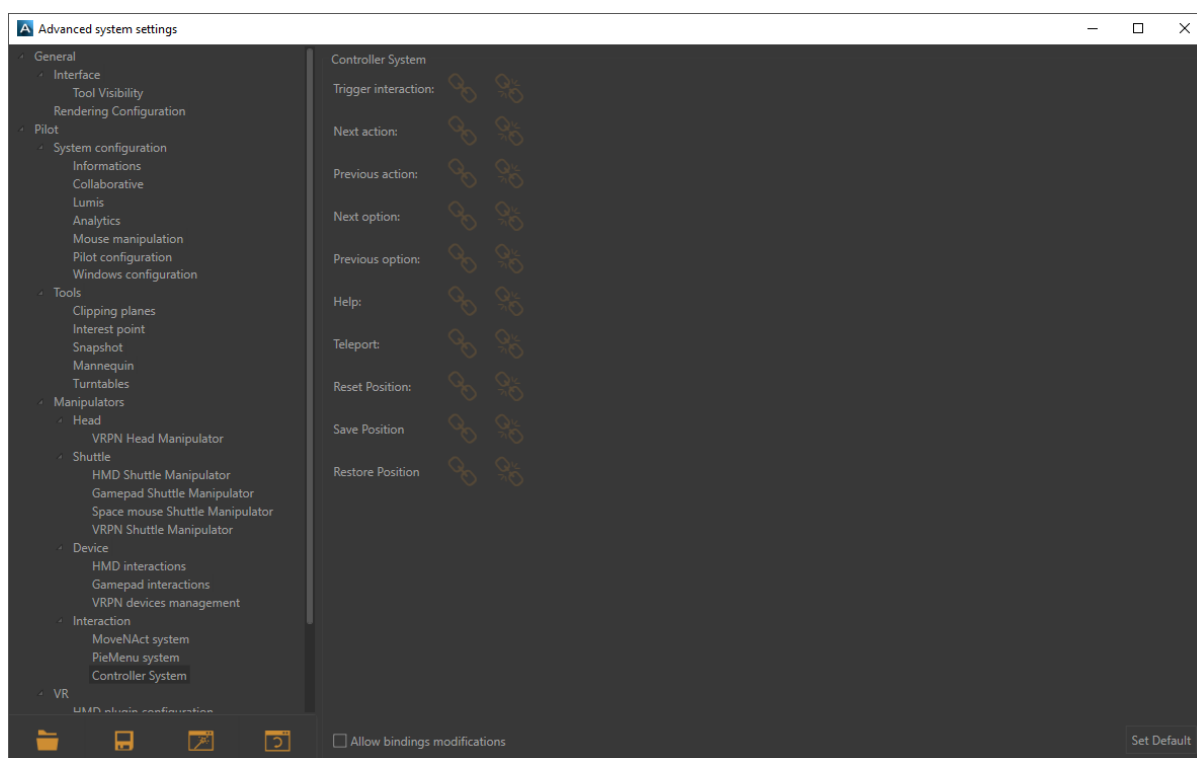 Advanced system settings
General
Interface
Tool Visibility
Rendering Configuration
Pilot
System configuration
Informations
Collaborative
Lumis
Analytics
Mouse manipulation
Pilot configuration
Windows configuration
Tools
Clipping planes
Interest point
Snapshot
Mannequin
Turntables
Manipulators
Head
VRPN Head Manipulator
Shuttle
HMD Shuttle Manipulator
Gamepad Shuttle Manipulator
Space mouse Shuttle Manipulator
VRPN Shuttle Manipulator
Device
HMD interactions
Gamepad interactions
VRPN devices management
Interaction
MoveNAct system
PieMenu system
Controller System
VR
HMD plugin configuration
Controller System
Trigger interaction:
Next action:
Previous action:
Next option:
Previous option:
Help:
Teleport:
Reset Position:
Save Position
Restore Position
Allow bindings modifications
Set Default